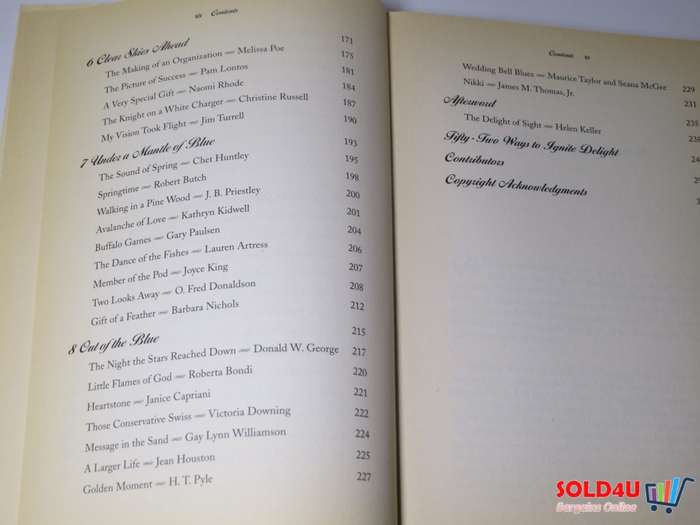 xii Contents
6 Clear Skies Ahead 171
The Making of an Organization — Melissa Poe 175
The Picture of Success — Pam Lontos 181
A Very Special Gift — Naomi Rhode 184
The Knight on a White Charger — Christine Russell 187
My Vision Took Flight — Jim Turrell 190
7 Under a Mantle of Blue 193
The Sound of Spring — Chet Huntley 195
Springtime — Robert Butch 198
Walking in a Pine Wood — J. B. Priestley 200
Avalanche of Love — Kathryn Kidwell 201
Buffalo Games — Gary Paulsen 204
The Dance of the Fishes — Lauren Artress 206
Member of the Pod — Joyce King 207
Two Looks Away — O. Fred Donaldson 208
Gift of a Feather — Barbara Nichols 212
8 Out of the Blue 215
The Night the Stars Reached Down — Donald W. George 217
Little Flames of God — Roberta Bondi 220
Heartstone — Janice Capriani 221
Those Conservative Swiss — Victoria Downing 222
Message in the Sand — Gay Lynn Williamson 224
A Larger Life — Jean Houston 225
Golden Moment — H. T. Pyle 227
Contents
Wedding Bell Blues — Maurice Taylor and Seana McGee 229
Nikki — James M. Thomas, Jr. 231
Afterword
The Delight of Sight — Helen Keller 235
Fifty-Two Ways to Ignite Delight 238
Contributors
Copyright Acknowledgments
SOLD4U
Bargains Online